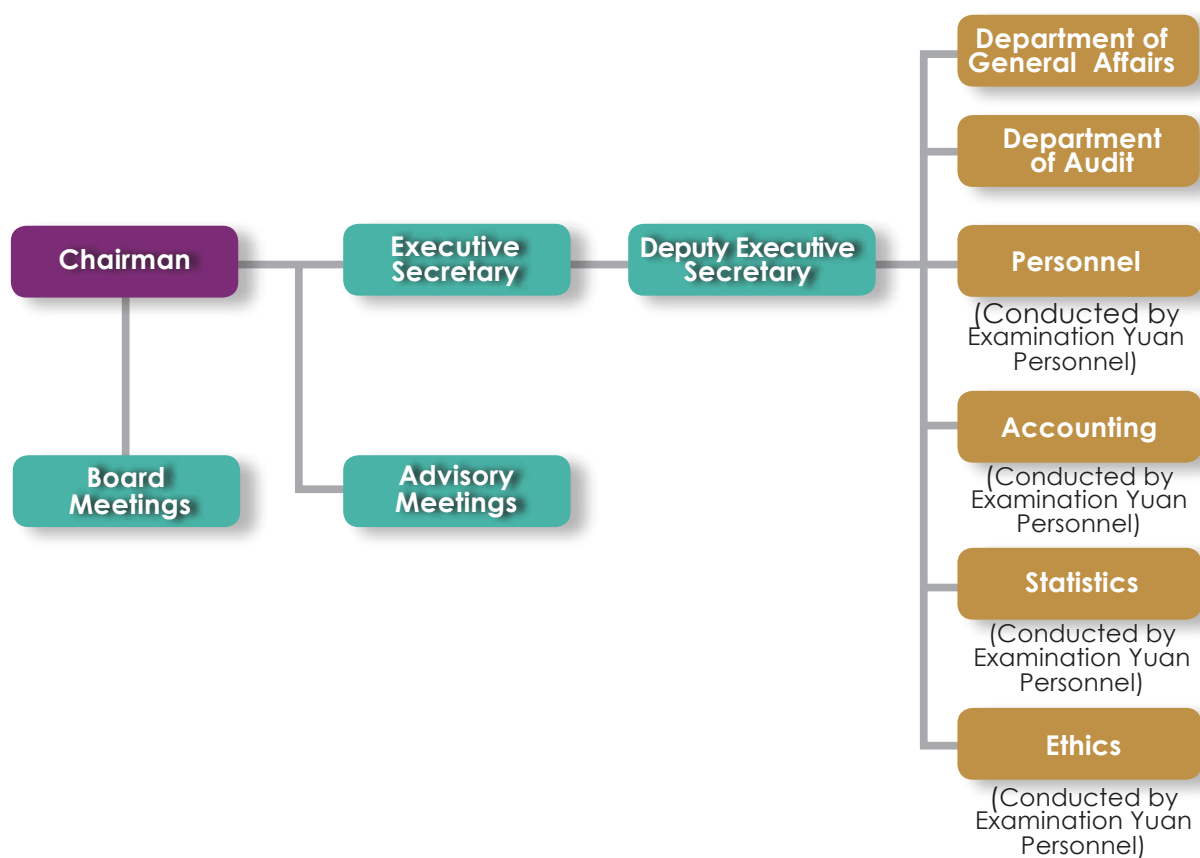 Chairman
Board
Meetings
Executive
Secretary
Advisory
Meetings
Deputy Executive
Secretary
Department of
General Affairs
Department
of Audit
Personnel
(Conducted by
Examination Yuan
Personnel)
Accounting
(Conducted by
Examination Yuan
Personnel)
Statistics
(Conducted by
Examination Yuan
Personnel)
Ethics
(Conducted by
Examination Yuan
Personnel)